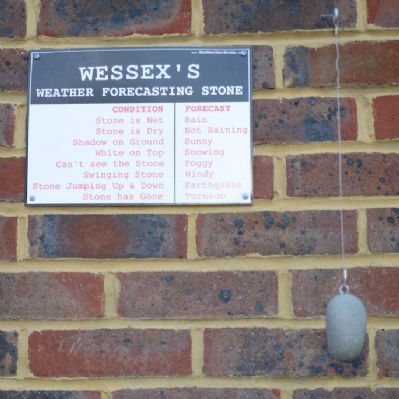 WESSEX'S
WEATHER FORECASTING STONE
CONDITION FORECAST
Stone is Wet Rain
Stone is Dry Not Raining
Shadow on Ground Sunny
White on Top Snowing
Can't see the Stone Foggy
Swinging Stone Windy
Stone Jumping Up & Down Earthquake
Stone has Gone Tornado